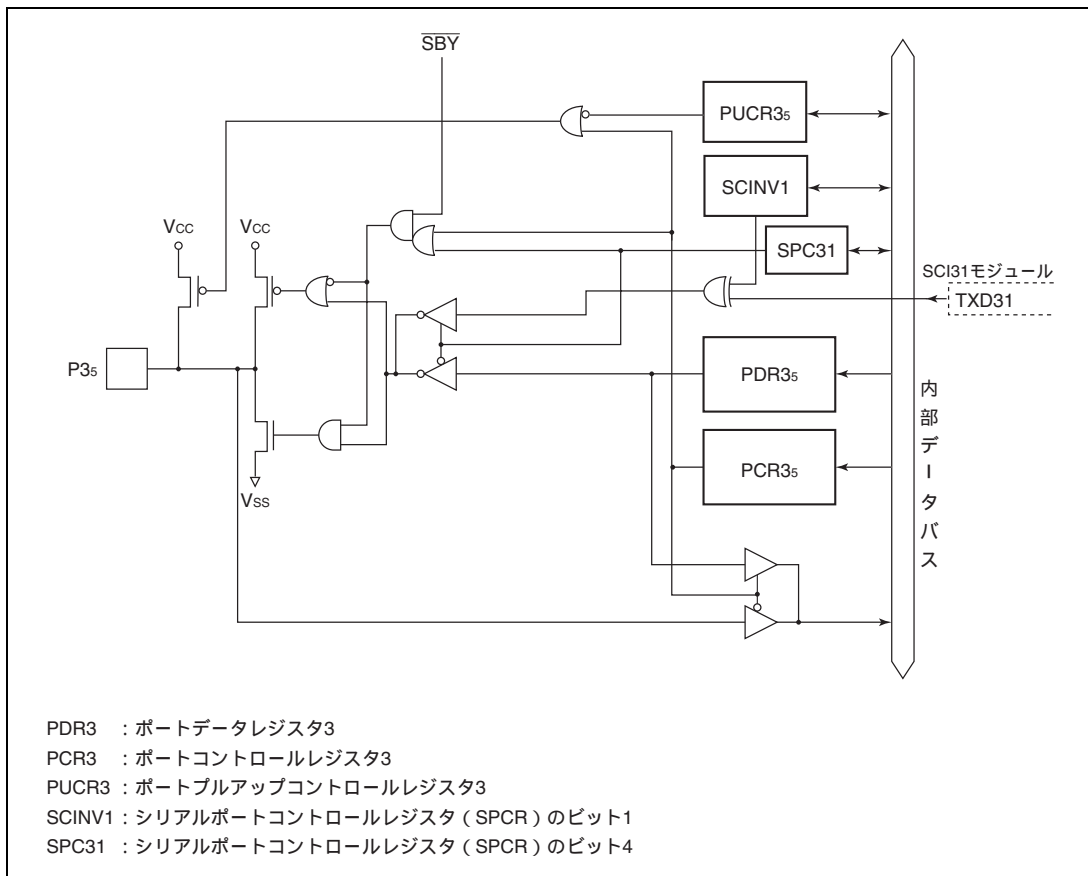 SBY
PUCR35
SCINV1
VCC
VCC
SPC31
SCI31モジュール
TXD31
P35
PDR35
PCR35
VSS
内部データバス
PDR3 :ポートデータレジスタ3
PCR3 :ポートコントロールレジスタ3
PUCR3 :ポートプルアップコントロールレジスタ3
SCINV1:シリアルポートコントロールレジスタ(SPCR)のビット1
SPC31 :シリアルポートコントロールレジスタ(SPCR)のビット4